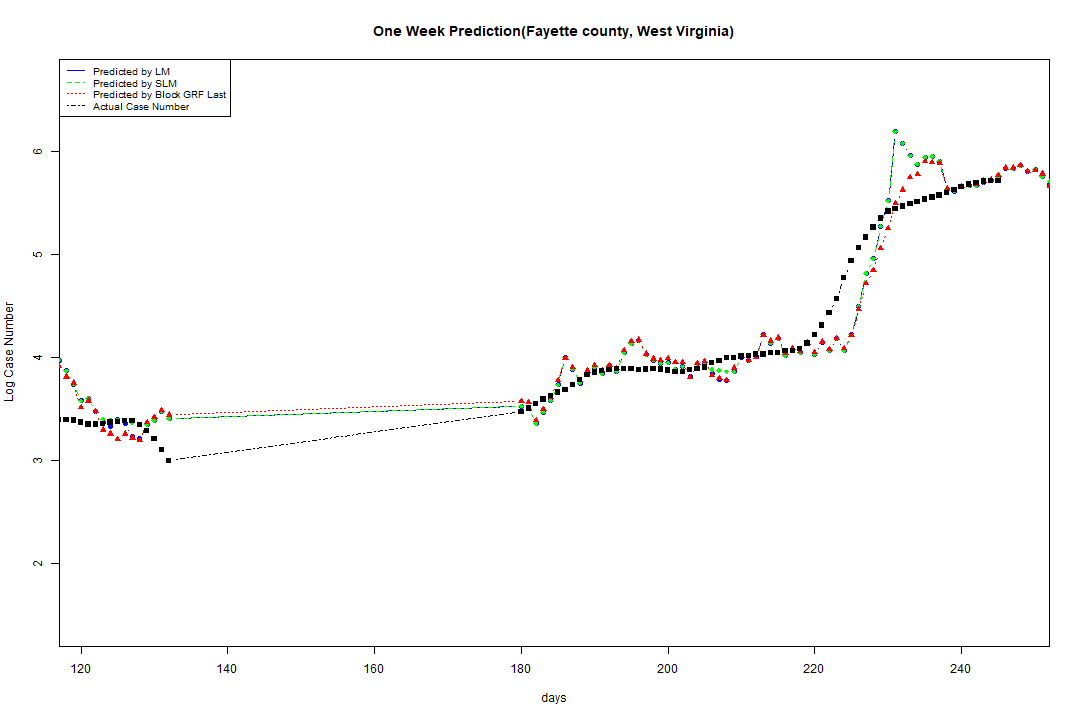 One Week Prediction(Fayette county, West Virginia)
Predicted by LM
Predicted by SLM
Predicted by Block GRF Last
Actual Case Number
6
5
4
3
2
Log Case Number
120 140 160 180 200 220 240
days